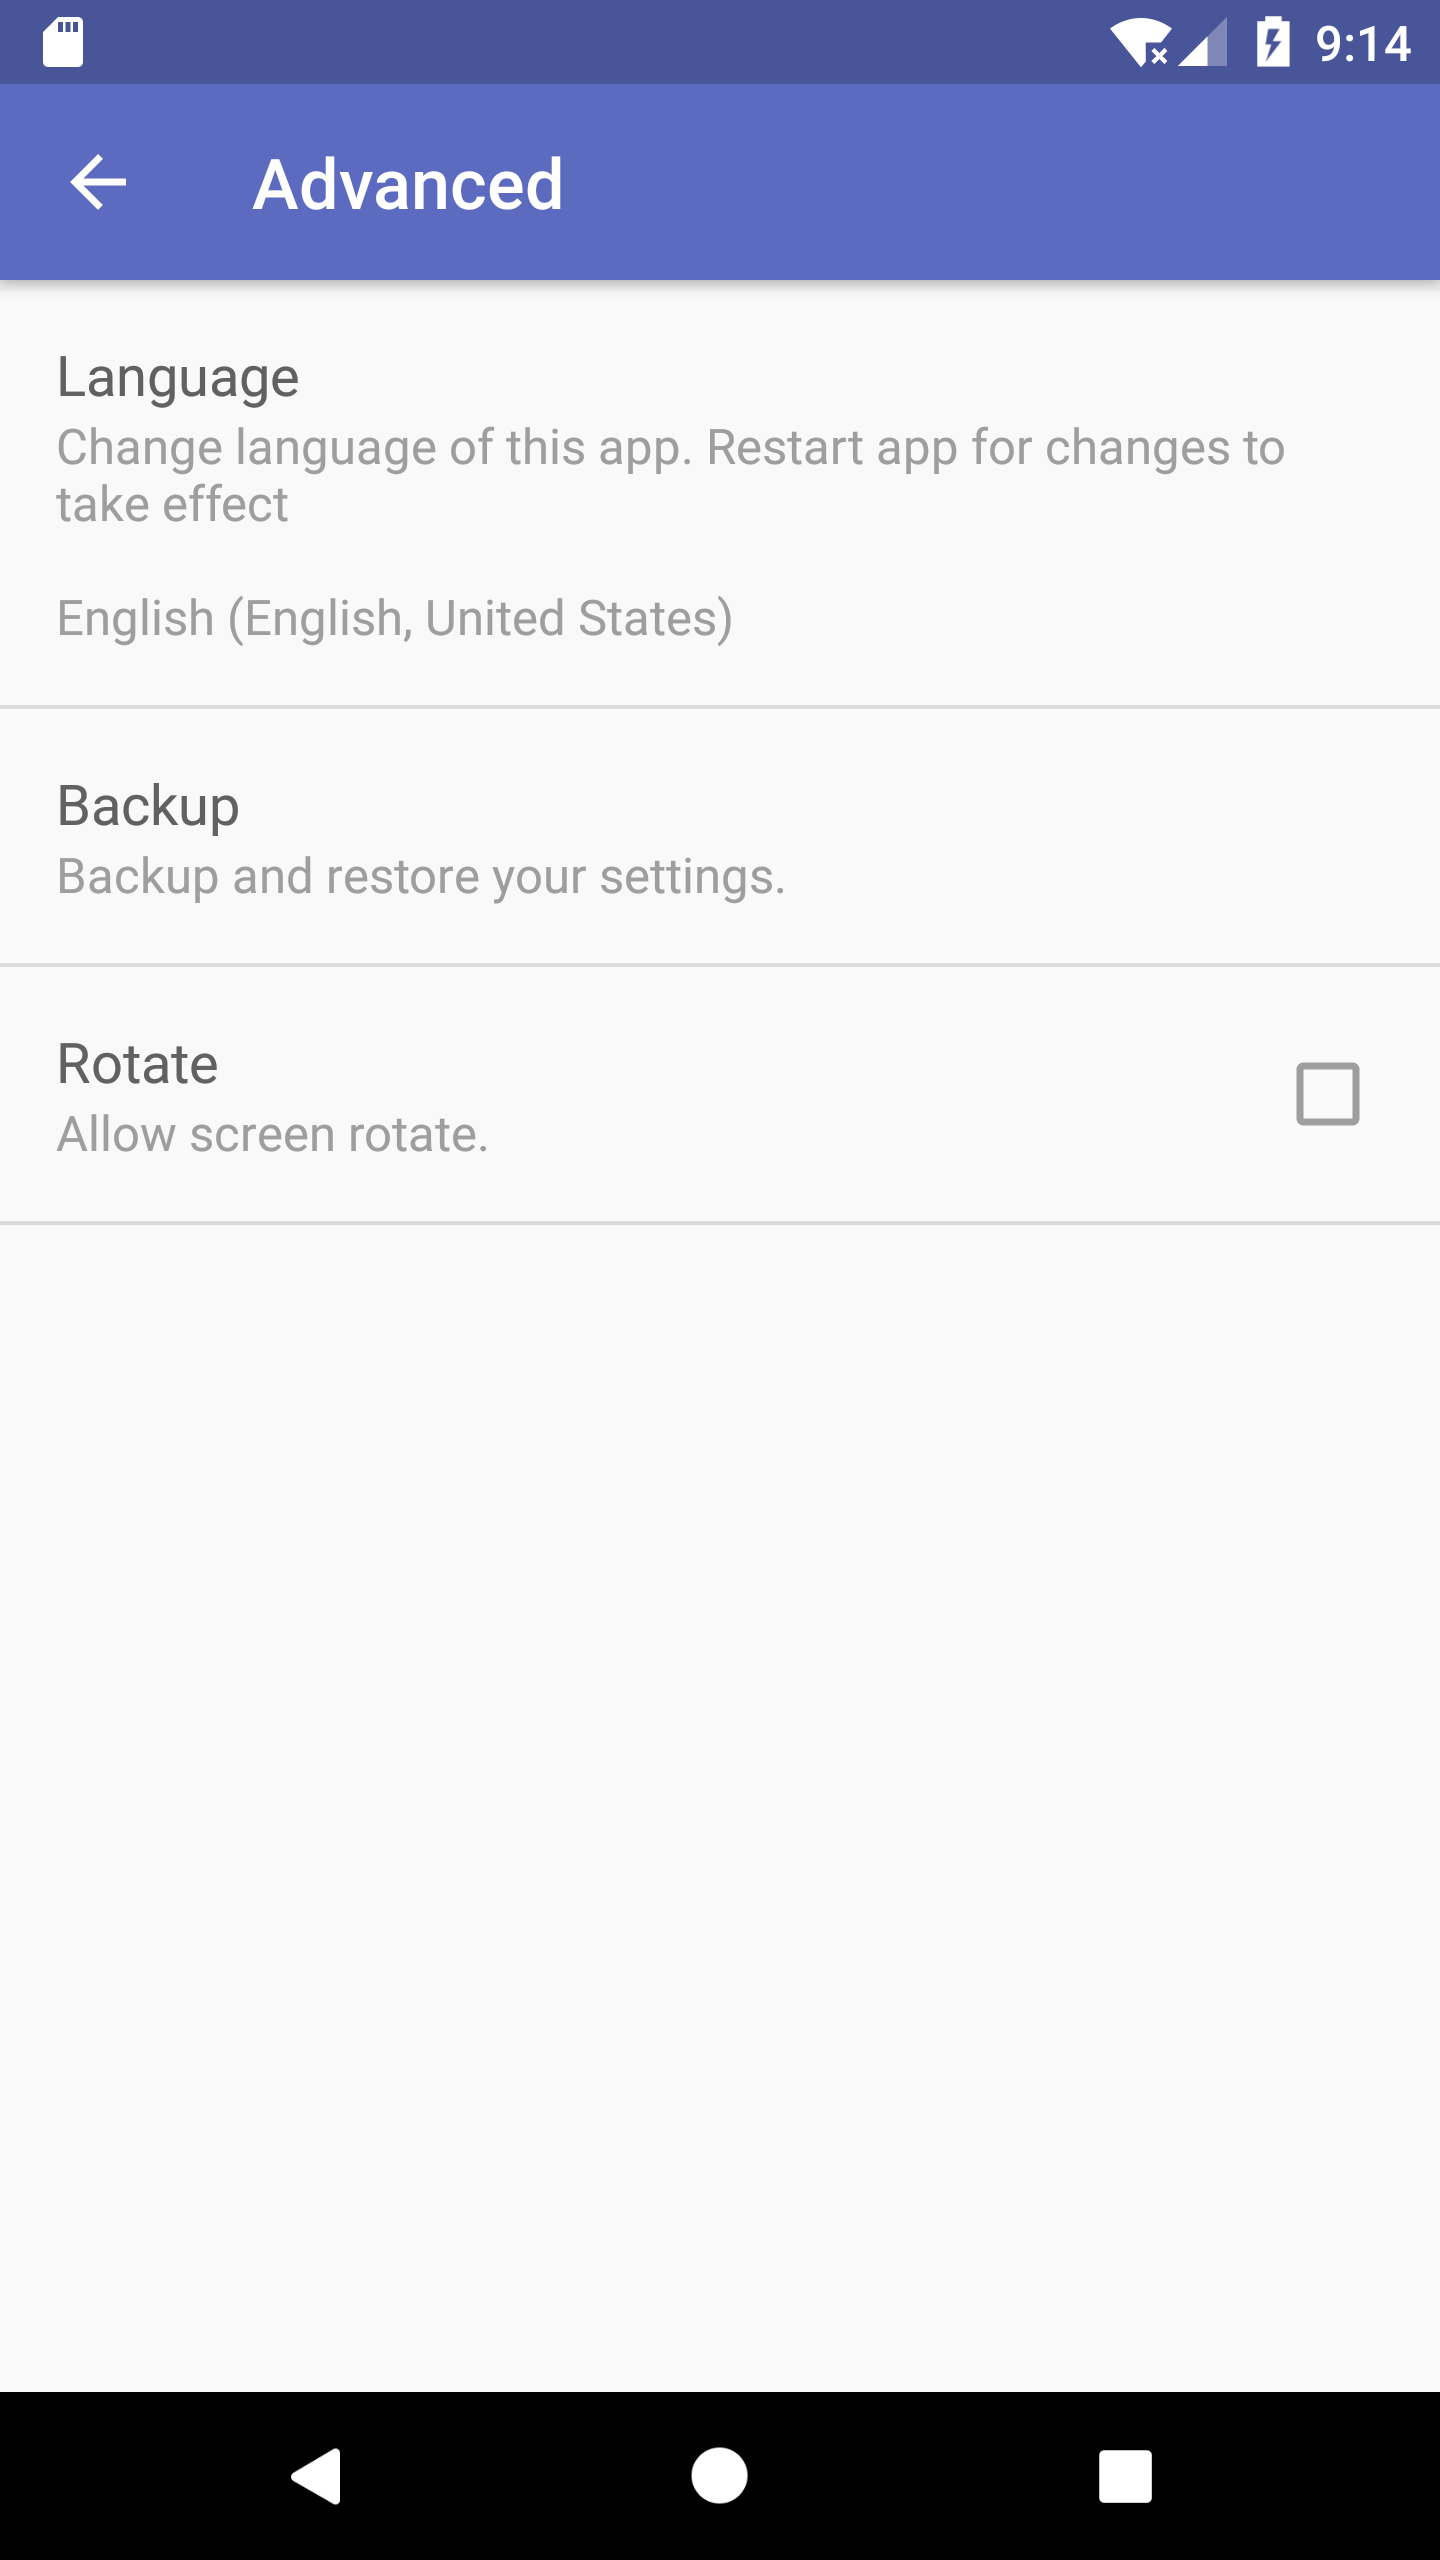 9:14
Advanced
Language
Change language of this app. Restart app for changes to
take effect
English (English, United States)
Backup
Backup and restore your settings.
Rotate
Allow screen rotate.